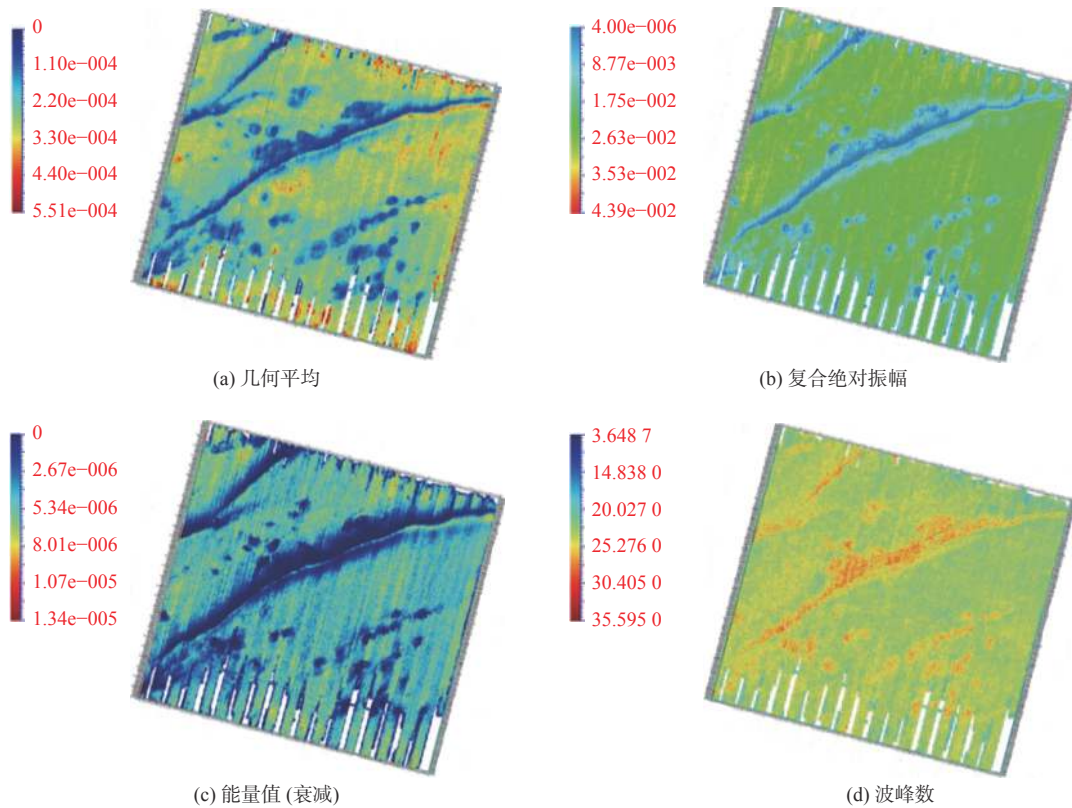 0
1.10e−004
2.20e−004
3.30e−004
4.40e−004
5.51e−004
(a) 几何平均
4.00e−006
8.77e−003
1.75e−002
2.63e−002
3.53e−002
4.39e−002
(b) 复合绝对振幅
0
2.67e−006
5.34e−006
8.01e−006
1.07e−005
1.34e−005
(c) 能量值 (衰减)
3.648 7
14.838 0
20.027 0
25.276 0
30.405 0
35.595 0
(d) 波峰数